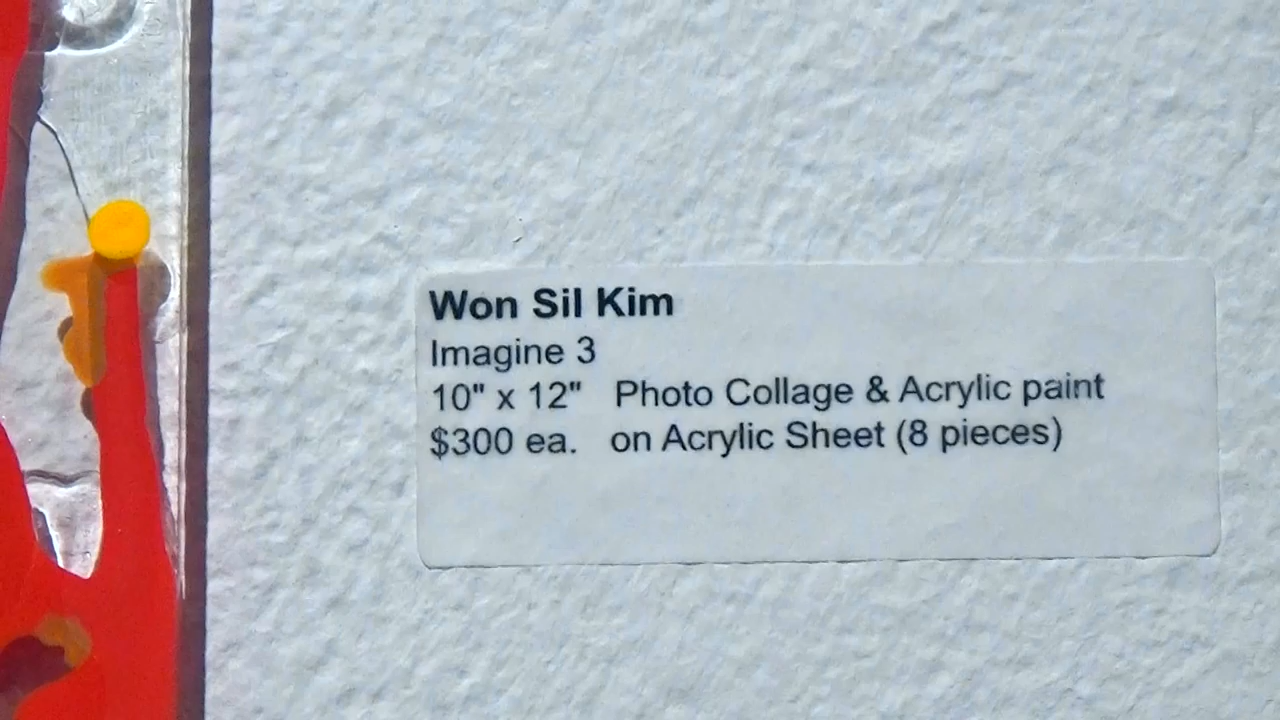 Won Sil Kim
Imagine 3
10" x 12" Photo Collage & Acrylic paint
$300 ea. on Acrylic Sheet (8 pieces)